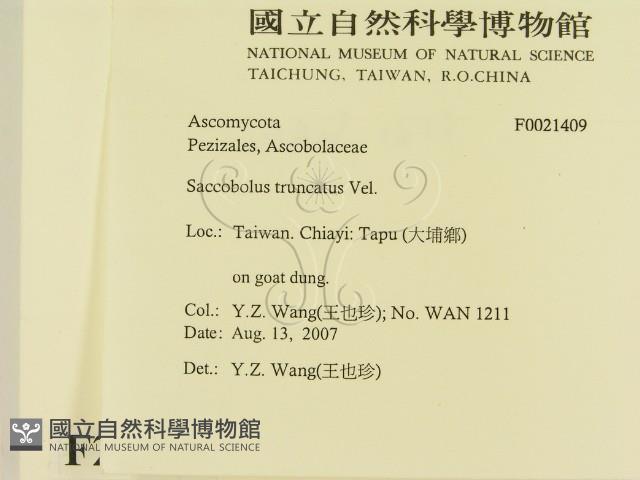 國立自然科學博物館
NATIONAL MUSEUM OF NATURAL SCIENCE
TAICHUNG, TAIWAN, R.O.CHINA
Ascomycota F0021409
Pezizales, Ascobolaceae
Saccobolus truncatus Vel.
Loc.: Taiwan. Chiayi: Tapu (大埔鄉)
on goat dung.
Col.: Y.Z. Wang(王也珍); No. WAN 1211
Date: Aug. 13, 2007
Det.: Y.Z. Wang(王也珍)
國立自然科學博物館
NATIONAL MUSEUM OF NATURAL SCIENCE